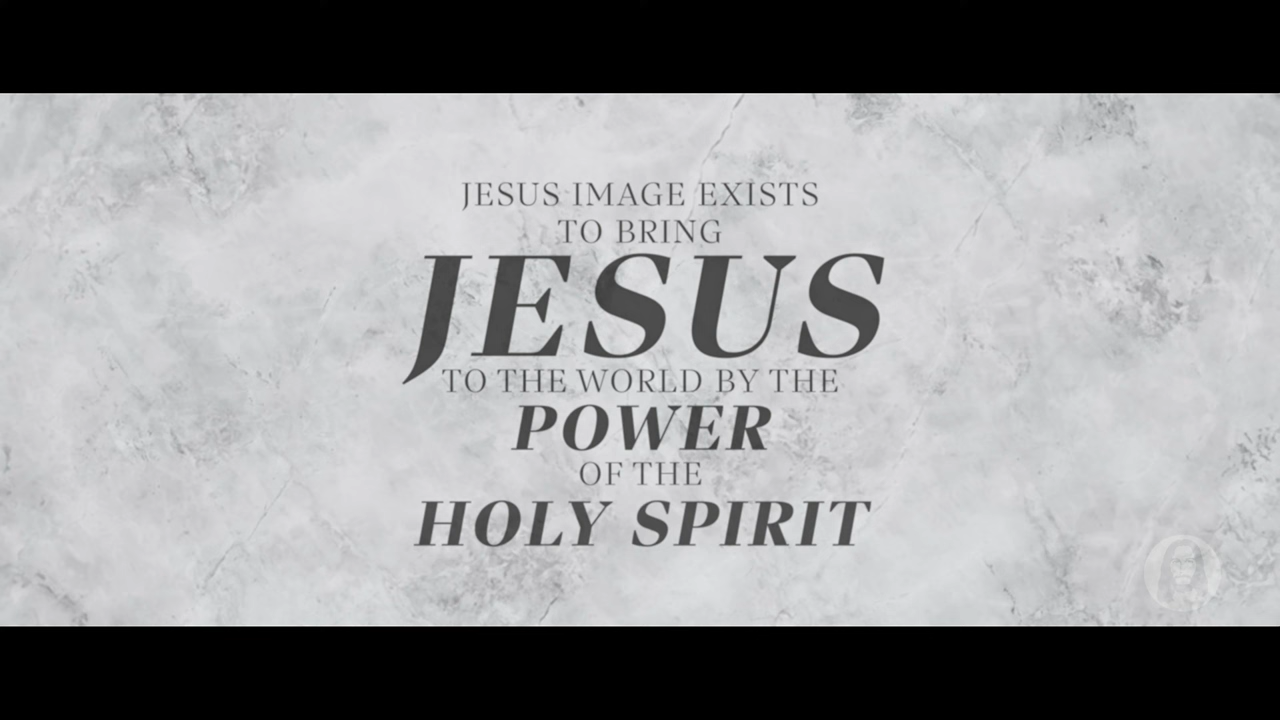 JESUS IMAGE EXISTS
TO BRING
JESUS
TO THE WORLD BY THE
POWER
OF THE
HOLY SPIRIT